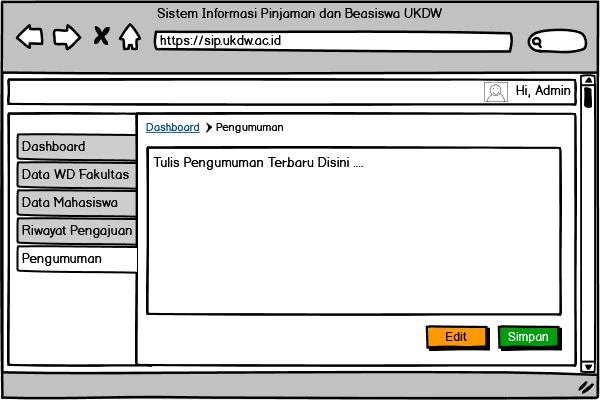 Sistem Informasi Pinjaman dan Beasiswa UKDW
https://sip.ukdw.ac.id
Hi, Admin
Dashboard
Data WD Fakultas
Data Mahasiswa
Riwayat Pengajuan
Pengumuman
Dashboard > Pengumuman
Tulis Pengumuman Terbaru Disini ....
Edit
Simpan